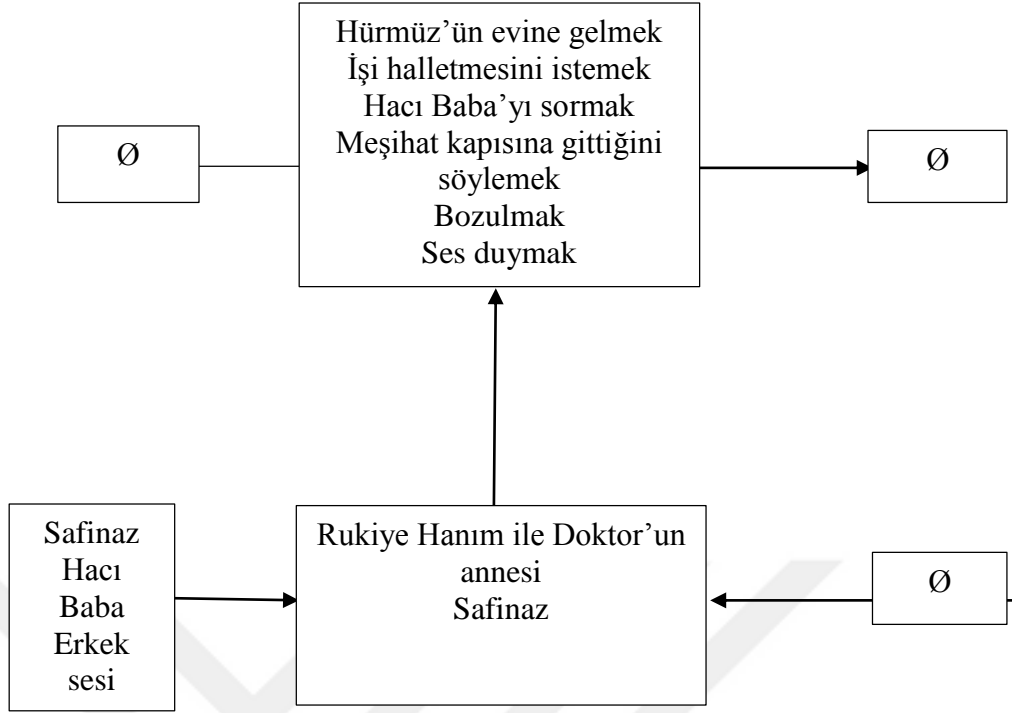 Hürmüz’ün evine gelmek
İşi halletmesini istemek
Hacı Baba’yı sormak
Meşihat kapısına gittiğini
söylemek
Bozulmak
Ses duymak
Ø
Ø
Safinaz
Hacı
Baba
Erkek
sesi
Rukiye Hanım ile Doktor’un
annesi
Safinaz
Ø